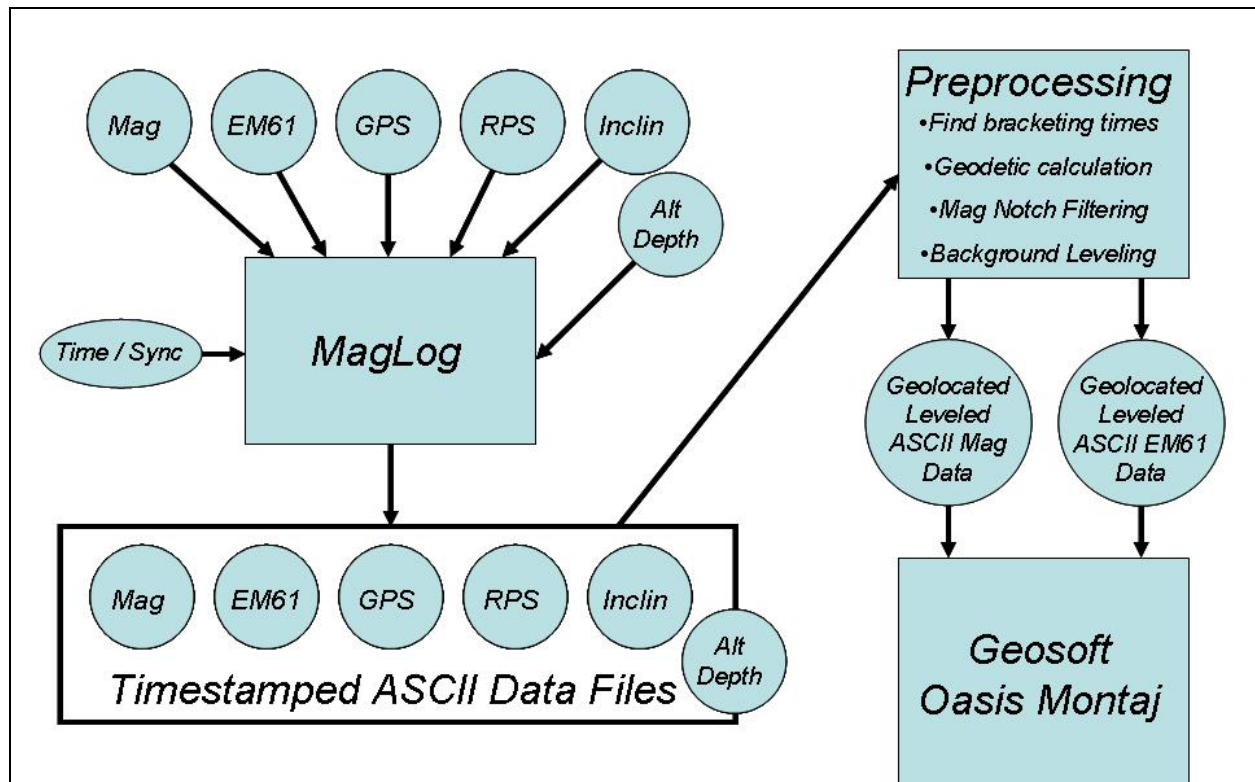 Mag
EM61
GPS
RPS
Inclin
Alt
Depth
Time / Sync
MagLog
Mag
EM61
GPS
RPS
Inclin
Alt
Depth
Timestamped ASCII Data Files
Preprocessing
•Find bracketing times
•Geodetic calculation
•Mag Notch Filtering
•Background Leveling
Geolocated
Leveled
ASCII Mag
Data
Geolocated
Leveled
ASCII EM61
Data
Geosoft
Oasis Montaj